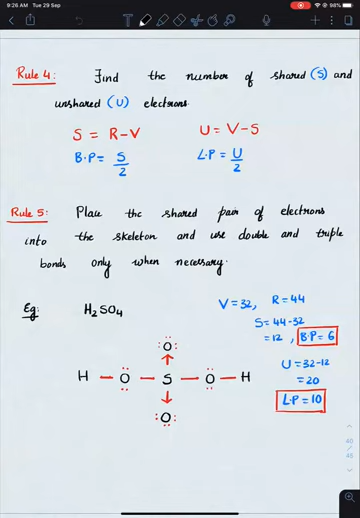 9:26 AM Tue 29 Sep
Rule 4: Find the number of shared (S) and
unshared (U) electrons
S = R-V U = V-S
B.P = S/2 L.P = U/2
Rule 5: Place the shared pair of electrons
into the skeleton and use double and triple
bonds only when necessary.
Eg: H2SO4
V=32, R=44
S=44-32
=12, B.P=6
U=32-12
=20
L.P=10
O
H — O — S — O — H
O
40
/
45